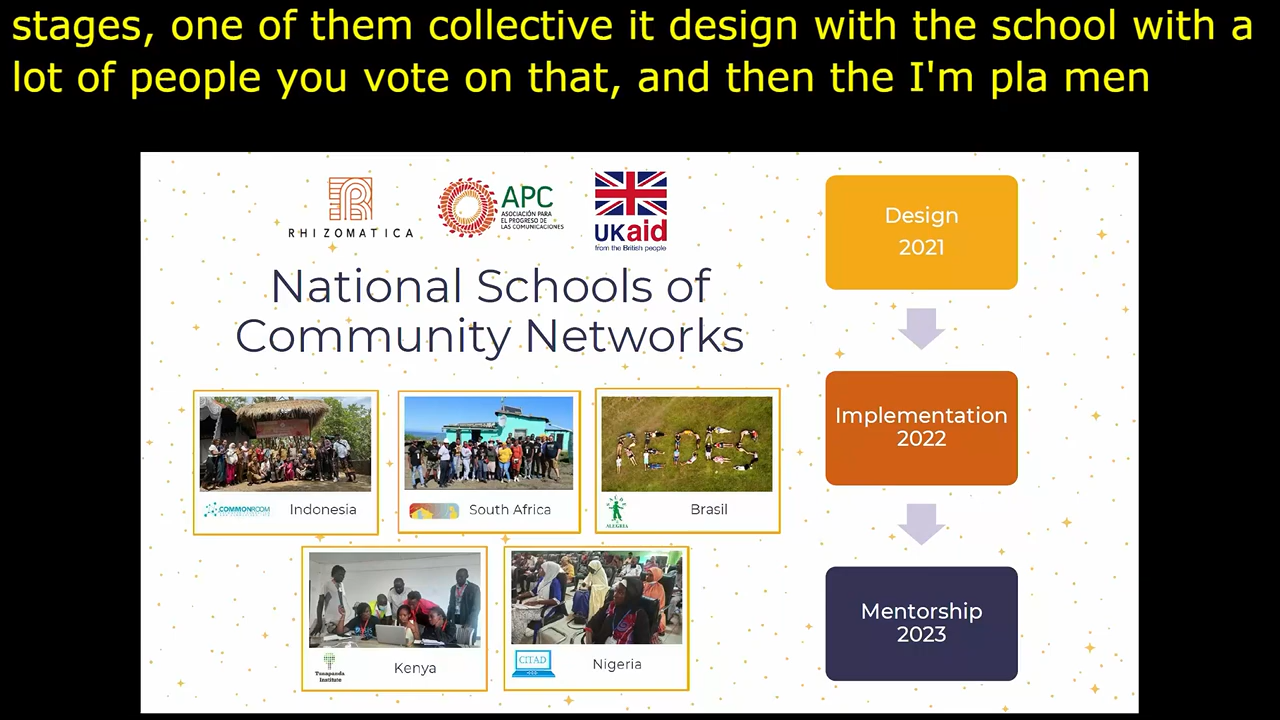 stages, one of them collective it design with the school with a
lot of people you vote on that, and then the I'm pla men
RHIZOMATICA
APC
ASOCIACIÓN PARA
EL PROGRESO DE
LAS COMUNICACIONES
UKaid
from the British people
National Schools of
Community Networks
Design
2021
Implementation
2022
Mentorship
2023
REDES
COMMONROOM
Indonesia
South Africa
ALEGRIA
Brasil
Tunapanda
Institute
Kenya
CITAD
Nigeria